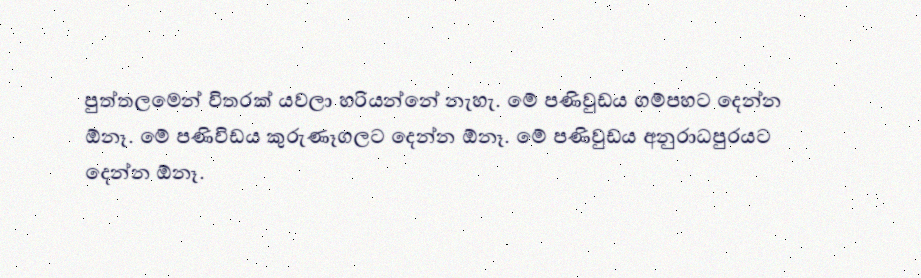 පුත්තලමෙන් විතරක් යවලා හරියන්නේ නැහැ. මේ පණිවුඩය ගම්පහට දෙන්න
ඕනෑ. මේ පණිවිඩය කුරුණෑගලට දෙන්න ඕනෑ. මේ පණිවුඩය අනුරාධපුරයට
දෙන්න ඕනෑ.